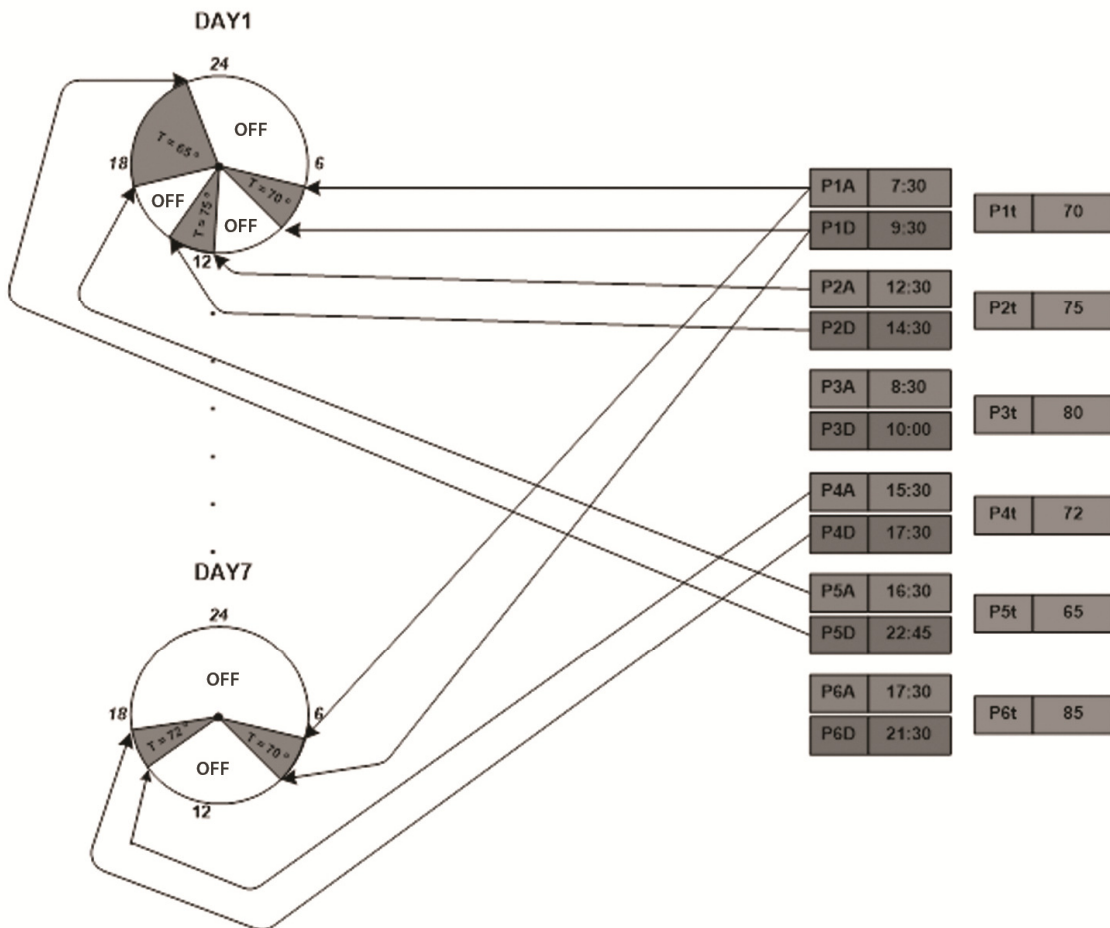 DAY1
24
OFF
T = 65 º
18
6
OFF
T = 75 º
OFF
T = 70 º
12
DAY7
24
OFF
18
6
T = 72 º
T = 70 º
OFF
12
P1A 7:30
P1D 9:30
P1t 70
P2A 12:30
P2D 14:30
P2t 75
P3A 8:30
P3D 10:00
P3t 80
P4A 15:30
P4D 17:30
P4t 72
P5A 16:30
P5D 22:45
P5t 65
P6A 17:30
P6D 21:30
P6t 85